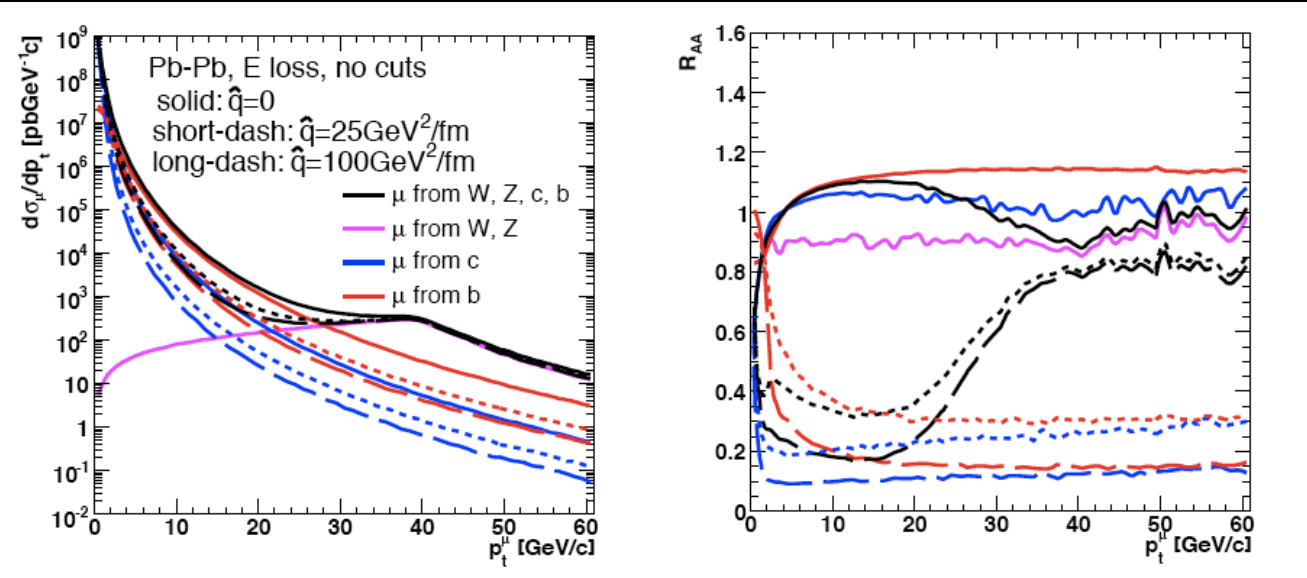 dσμ/dpt [pbGeV⁻¹c]
10⁹
10⁸
10⁷
10⁶
10⁵
10⁴
10³
10²
10
1
10⁻¹
10⁻²
Pb-Pb, E loss, no cuts
solid: q̂=0
short-dash: q̂=25GeV²/fm
long-dash: q̂=100GeV²/fm
μ from W, Z, c, b
μ from W, Z
μ from c
μ from b
0 10 20 30 40 50 60
pₜ^μ [GeV/c]
R_AA
1.6
1.4
1.2
1
0.8
0.6
0.4
0.2
0
0 10 20 30 40 50 60
pₜ^μ [GeV/c]